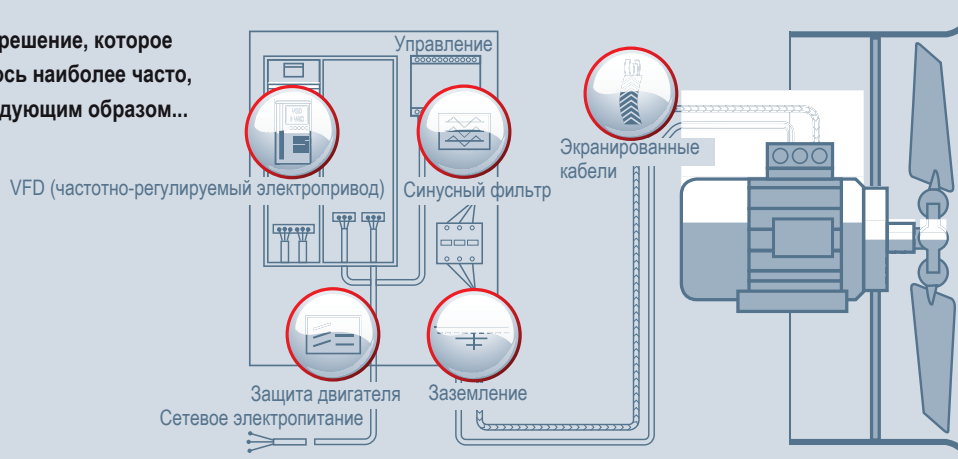 решение, которое
ось наиболее часто,
дующим образом...
Управление
VFD (частотно-регулируемый электропривод)
Синусный фильтр
Экранированные
кабели
Защита двигателя
Заземление
Сетевое электропитание